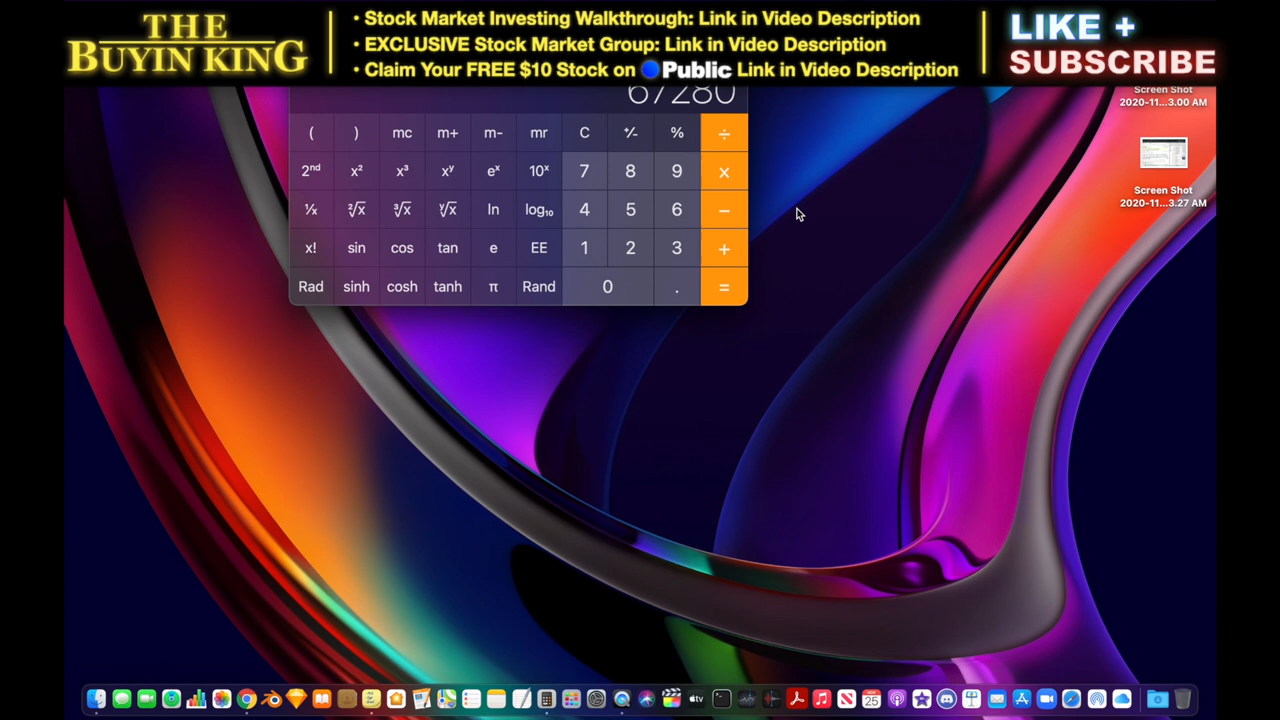 THE
BUYIN KING
• Stock Market Investing Walkthrough: Link in Video Description
• EXCLUSIVE Stock Market Group: Link in Video Description
• Claim Your FREE $10 Stock on Public Link in Video Description
LIKE +
SUBSCRIBE
67280
( ) mc m+ m- mr C +/- % ÷
2nd x² x³ xʸ eˣ 10ˣ 7 8 9 x
1/x ²√x ³√x ʸ√x ln log₁₀ 4 5 6 −
x! sin cos tan e EE 1 2 3 +
Rad sinh cosh tanh π Rand 0 . =
Screen Shot
2020-11...3.00 AM
Screen Shot
2020-11...3.27 AM
tv
25